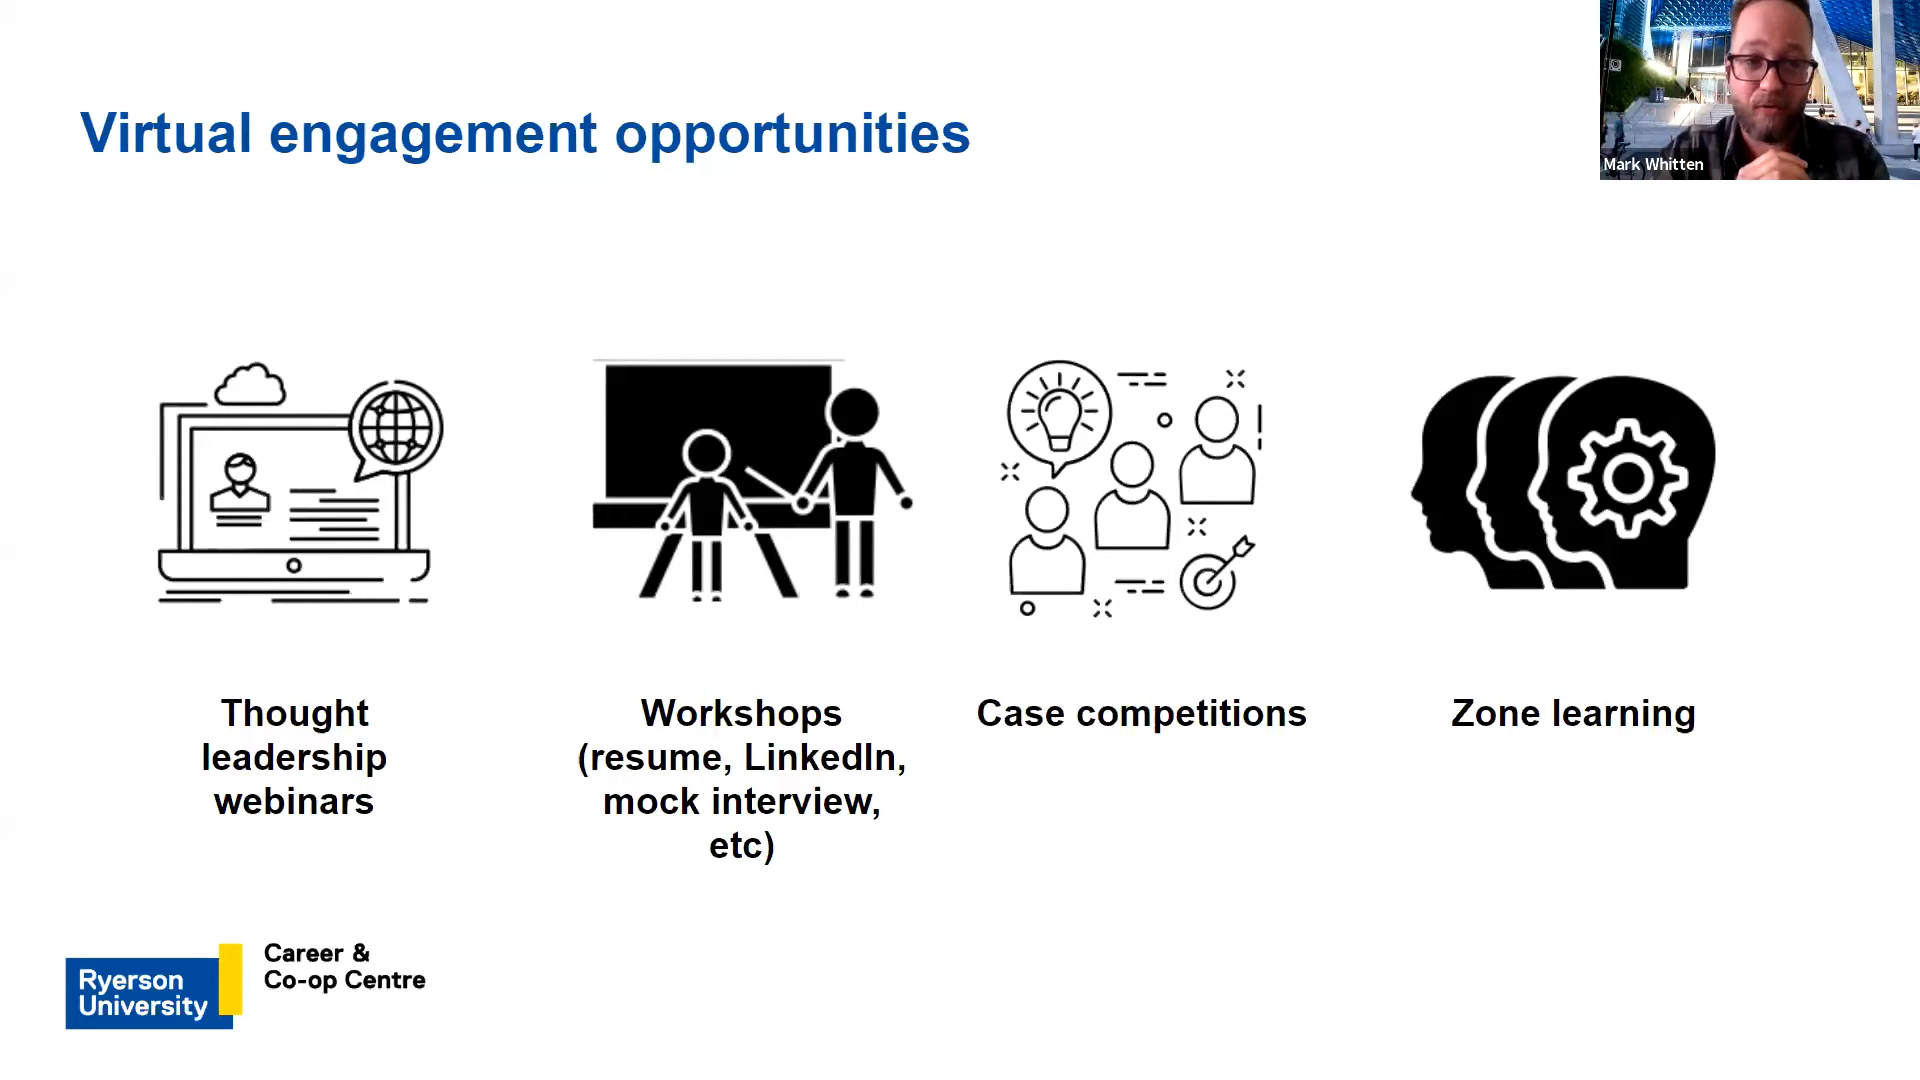 Virtual engagement opportunities
Mark Whitten
Thought
leadership
webinars
Workshops
(resume, LinkedIn,
mock interview,
etc)
Case competitions
Zone learning
Ryerson
University
Career &
Co-op Centre